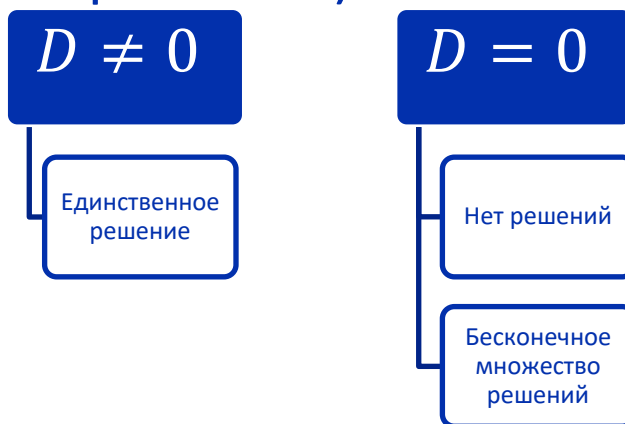 D ≠ 0
D = 0
Единственное
решение
Нет решений
Бесконечное
множество
решений